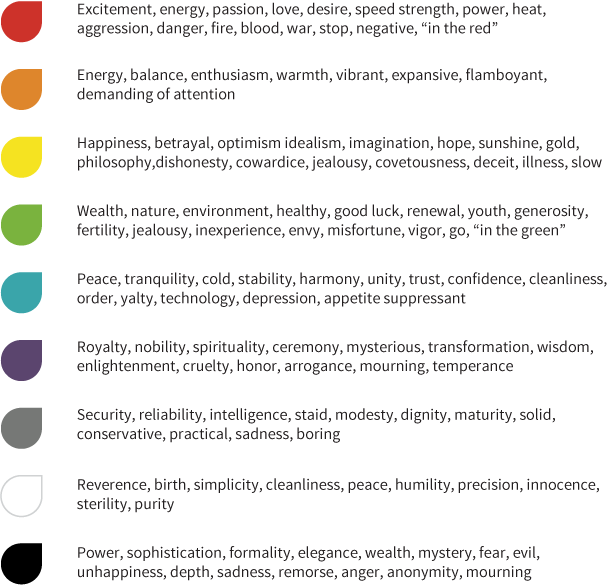 Excitement, energy, passion, love, desire, speed strength, power, heat,
aggression, danger, fire, blood, war, stop, negative, “in the red”
Energy, balance, enthusiasm, warmth, vibrant, expansive, flamboyant,
demanding of attention
Happiness, betrayal, optimism idealism, imagination, hope, sunshine, gold,
philosophy,dishonesty, cowardice, jealousy, covetousness, deceit, illness, slow
Wealth, nature, environment, healthy, good luck, renewal, youth, generosity,
fertility, jealousy, inexperience, envy, misfortune, vigor, go, “in the green”
Peace, tranquility, cold, stability, harmony, unity, trust, confidence, cleanliness,
order, yalty, technology, depression, appetite suppressant
Royalty, nobility, spirituality, ceremony, mysterious, transformation, wisdom,
enlightenment, cruelty, honor, arrogance, mourning, temperance
Security, reliability, intelligence, staid, modesty, dignity, maturity, solid,
conservative, practical, sadness, boring
Reverence, birth, simplicity, cleanliness, peace, humility, precision, innocence,
sterility, purity
Power, sophistication, formality, elegance, wealth, mystery, fear, evil,
unhappiness, depth, sadness, remorse, anger, anonymity, mourning